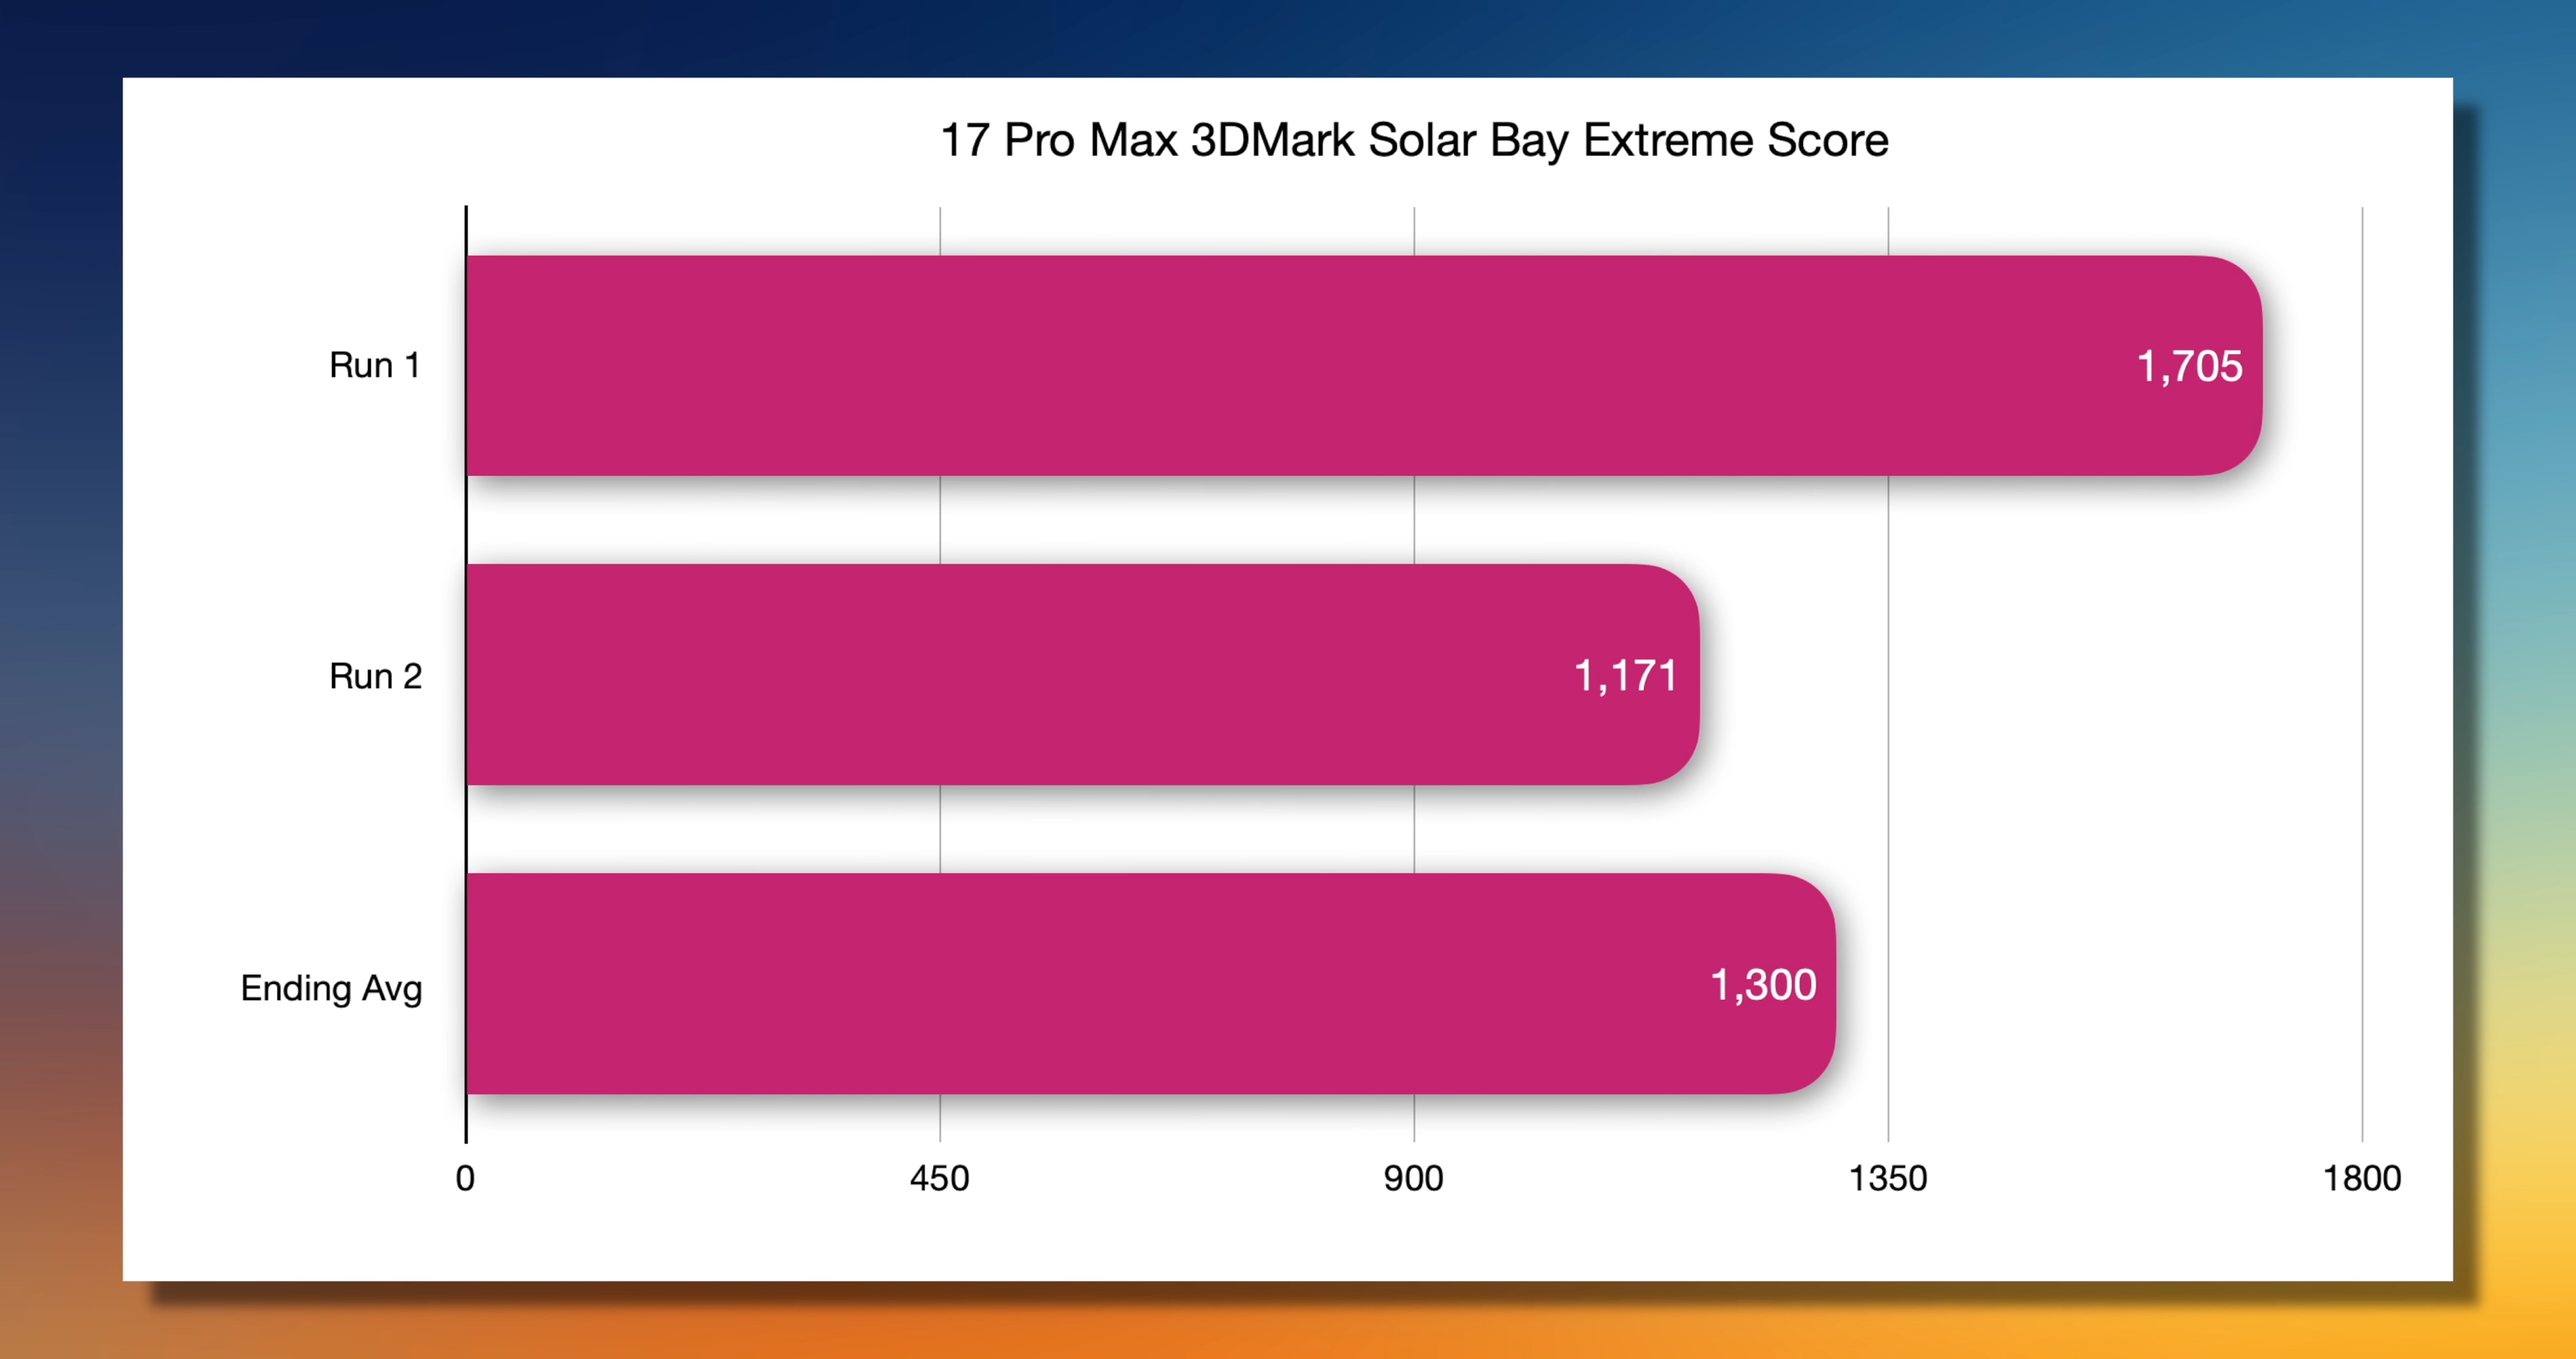 17 Pro Max 3DMark Solar Bay Extreme Score
Run 1
1,705
Run 2
1,171
Ending Avg
1,300
0 450 900 1350 1800